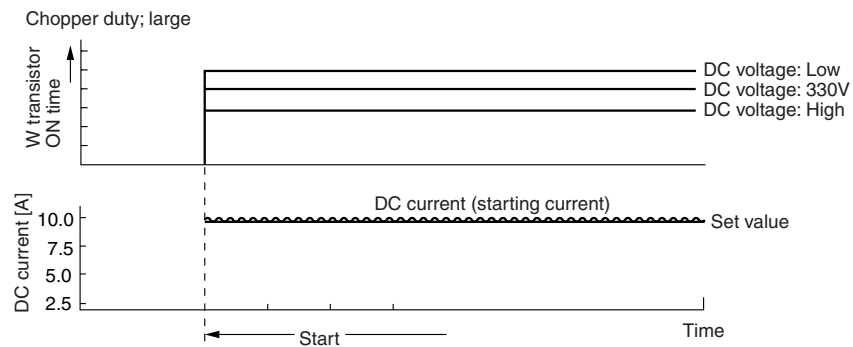 Chopper duty; large
W transistor
ON time
DC voltage: Low
DC voltage: 330V
DC voltage: High
DC current [A]
10.0
7.5
5.0
2.5
DC current (starting current)
Set value
Start
Time